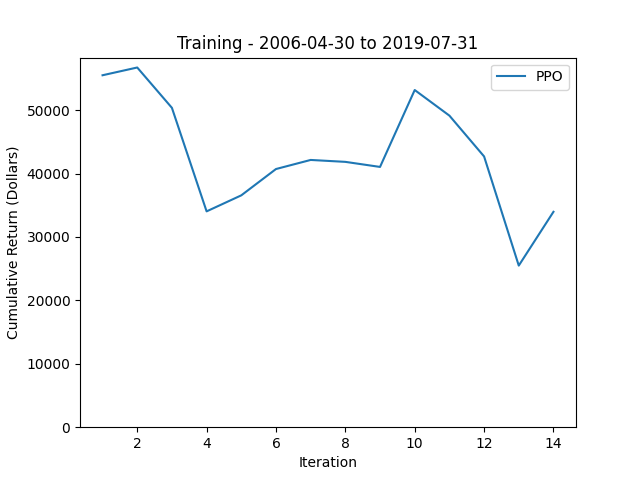 Training - 2006-04-30 to 2019-07-31
PPO
Cumulative Return (Dollars)
50000
40000
30000
20000
10000
0
2 4 6 8 10 12 14
Iteration